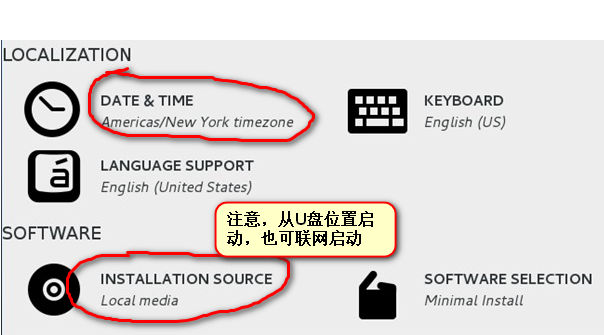 LOCALIZATION
DATE & TIME
Americas/New York timezone
KEYBOARD
English (US)
á
LANGUAGE SUPPORT
English (United States)
注意，从U盘位置启
动，也可联网启动
SOFTWARE
INSTALLATION SOURCE
Local media
SOFTWARE SELECTION
Minimal Install